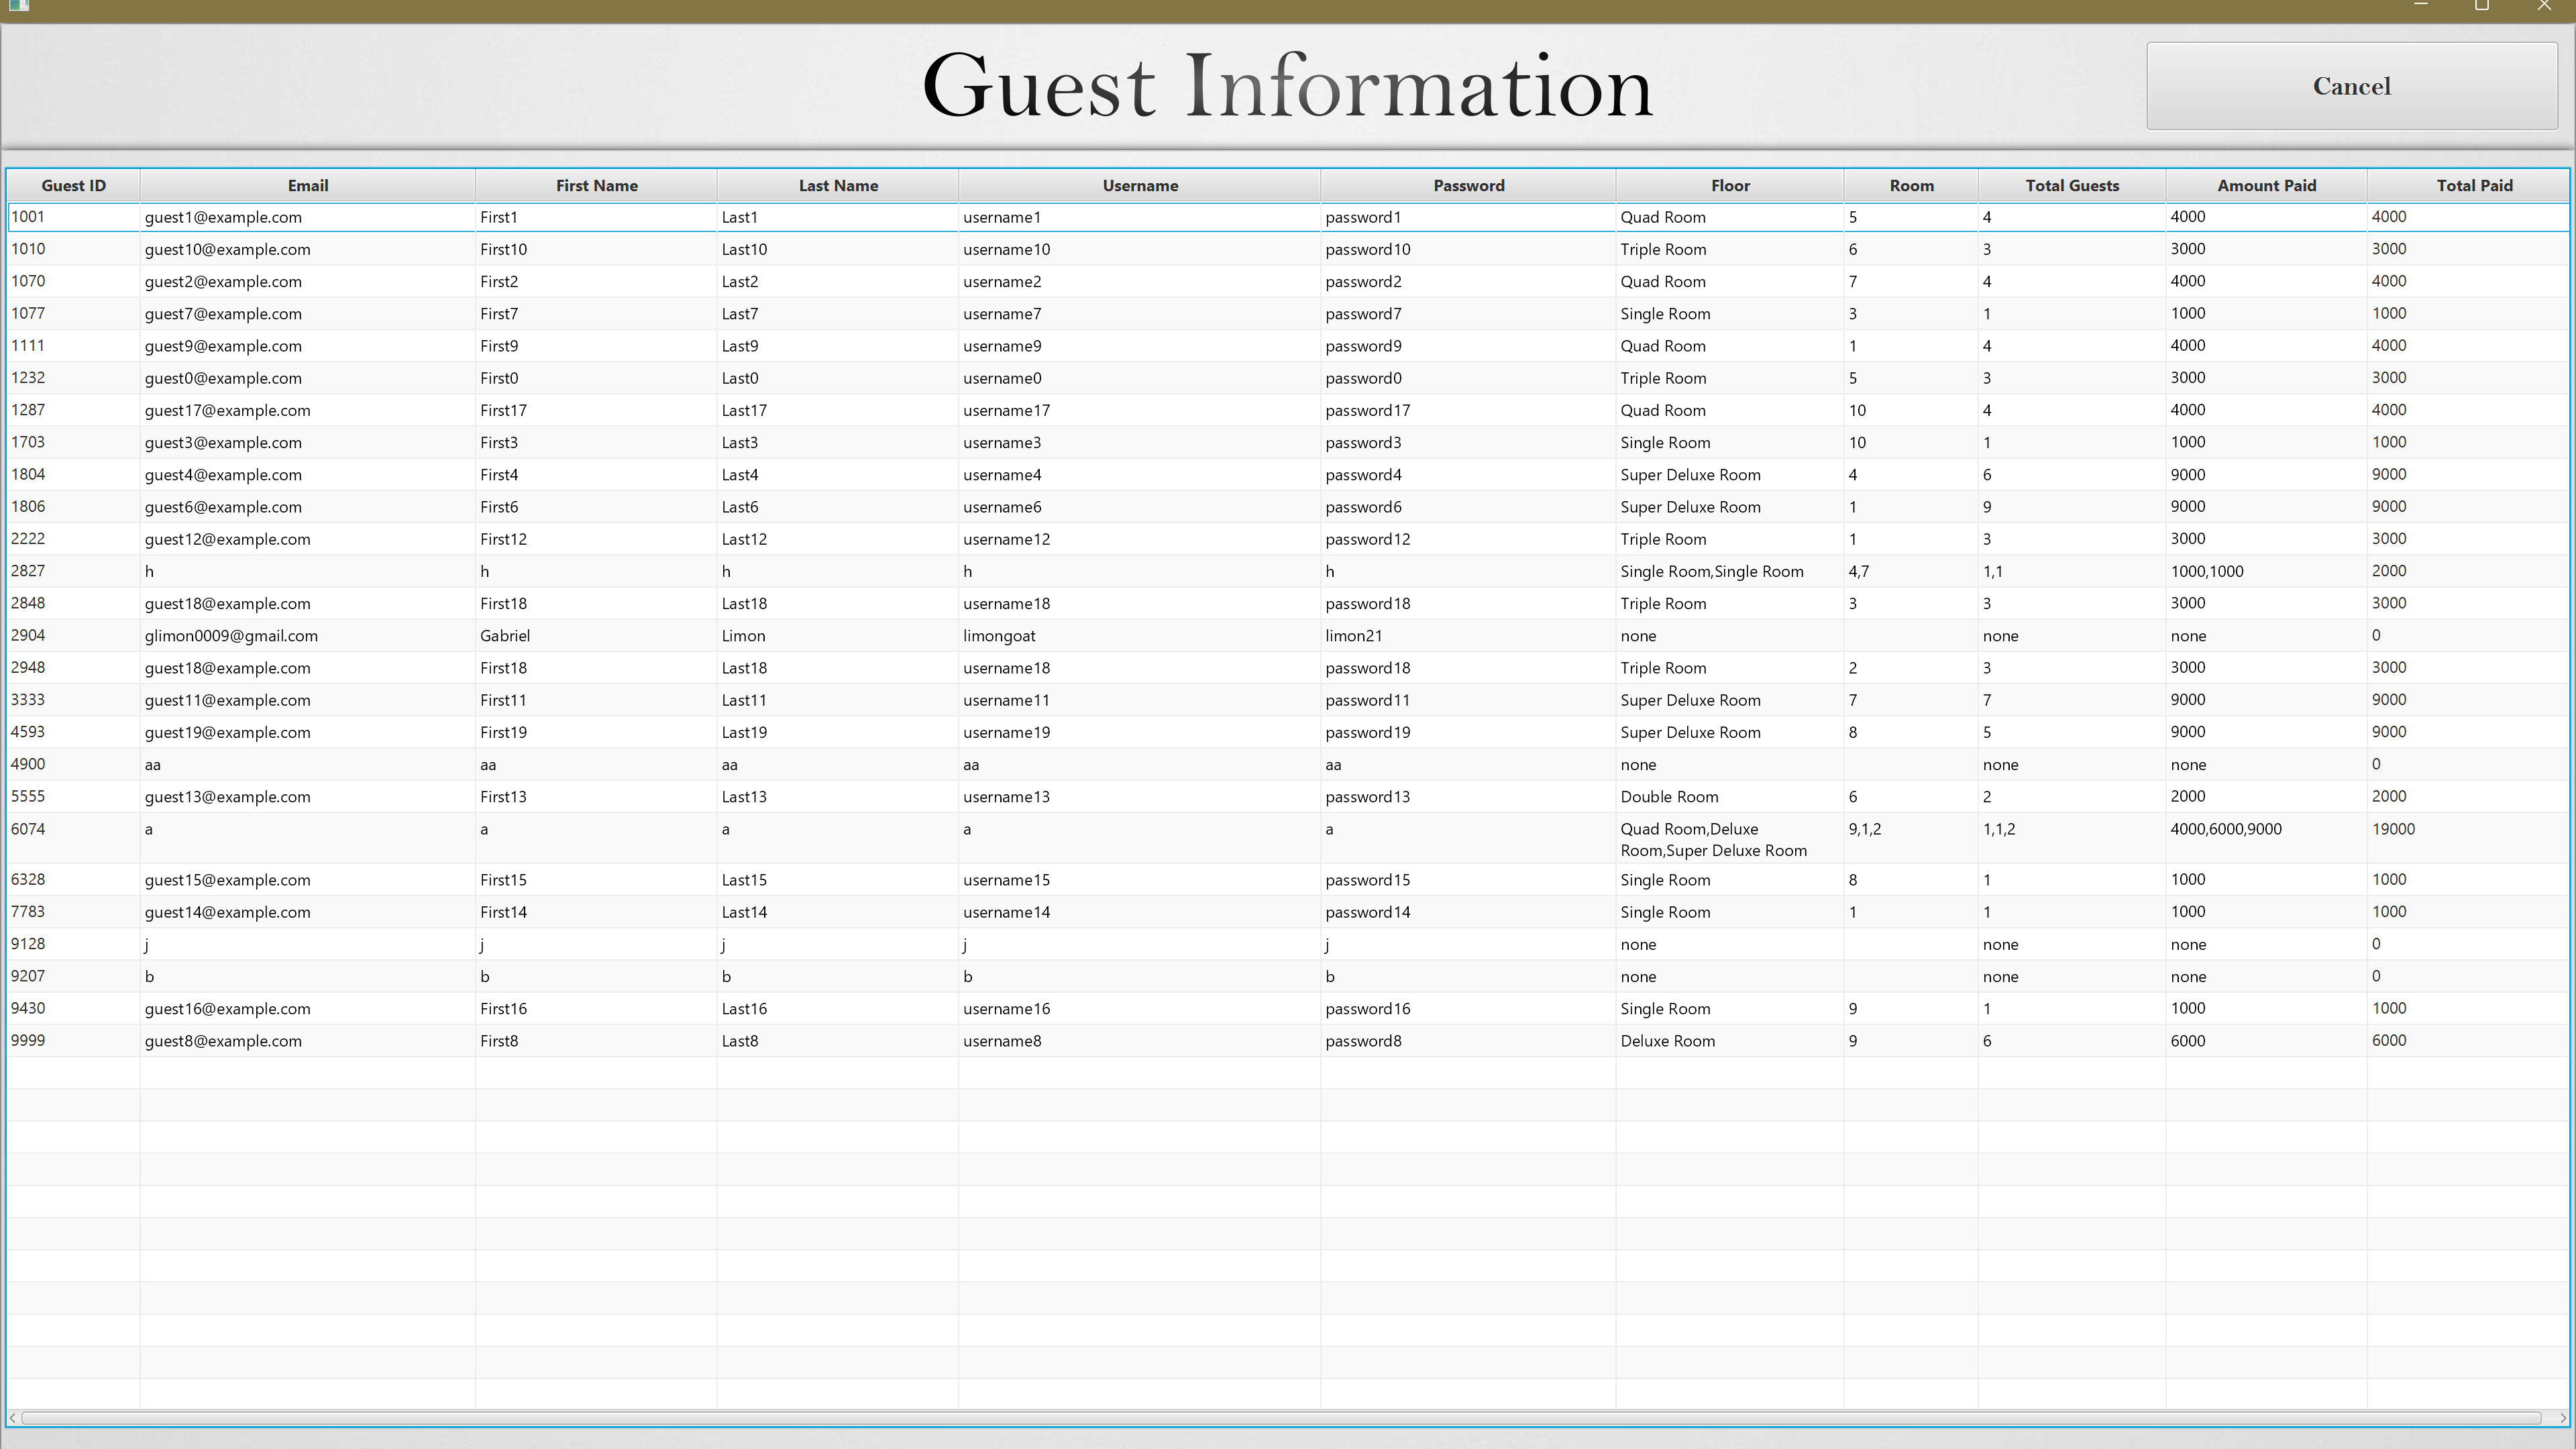 Guest Information
Cancel
Guest ID Email First Name Last Name Username Password Floor Room Total Guests Amount Paid Total Paid
1001 guest1@example.com First1 Last1 username1 password1 Quad Room 5 4 4000 4000
1010 guest10@example.com First10 Last10 username10 password10 Triple Room 6 3 3000 3000
1070 guest2@example.com First2 Last2 username2 password2 Quad Room 7 4 4000 4000
1077 guest7@example.com First7 Last7 username7 password7 Single Room 3 1 1000 1000
1111 guest9@example.com First9 Last9 username9 password9 Quad Room 1 4 4000 4000
1232 guest0@example.com First0 Last0 username0 password0 Triple Room 5 3 3000 3000
1287 guest17@example.com First17 Last17 username17 password17 Quad Room 10 4 4000 4000
1703 guest3@example.com First3 Last3 username3 password3 Single Room 10 1 1000 1000
1804 guest4@example.com First4 Last4 username4 password4 Super Deluxe Room 4 6 9000 9000
1806 guest6@example.com First6 Last6 username6 password6 Super Deluxe Room 1 9 9000 9000
2222 guest12@example.com First12 Last12 username12 password12 Triple Room 1 3 3000 3000
2827 h h h h h Single Room,Single Room 4,7 1,1 1000,1000 2000
2848 guest18@example.com First18 Last18 username18 password18 Triple Room 3 3 3000 3000
2904 glimon0009@gmail.com Gabriel Limon limongoat limon21 none none none 0
2948 guest18@example.com First18 Last18 username18 password18 Triple Room 2 3 3000 3000
3333 guest11@example.com First11 Last11 username11 password11 Super Deluxe Room 7 7 9000 9000
4593 guest19@example.com First19 Last19 username19 password19 Super Deluxe Room 8 5 9000 9000
4900 aa aa aa aa aa none none none 0
5555 guest13@example.com First13 Last13 username13 password13 Double Room 6 2 2000 2000
6074 a a a a a Quad Room,Deluxe 9,1,2 1,1,2 4000,6000,9000 19000
Room,Super Deluxe Room
6328 guest15@example.com First15 Last15 username15 password15 Single Room 8 1 1000 1000
7783 guest14@example.com First14 Last14 username14 password14 Single Room 1 1 1000 1000
9128 j j j j j none none none 0
9207 b b b b b none none none 0
9430 guest16@example.com First16 Last16 username16 password16 Single Room 9 1 1000 1000
9999 guest8@example.com First8 Last8 username8 password8 Deluxe Room 9 6 6000 6000